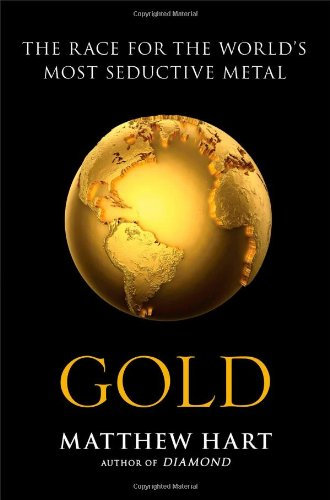 THE RACE FOR THE WORLD'S
MOST SEDUCTIVE METAL
GOLD
MATTHEW HART
AUTHOR OF DIAMOND